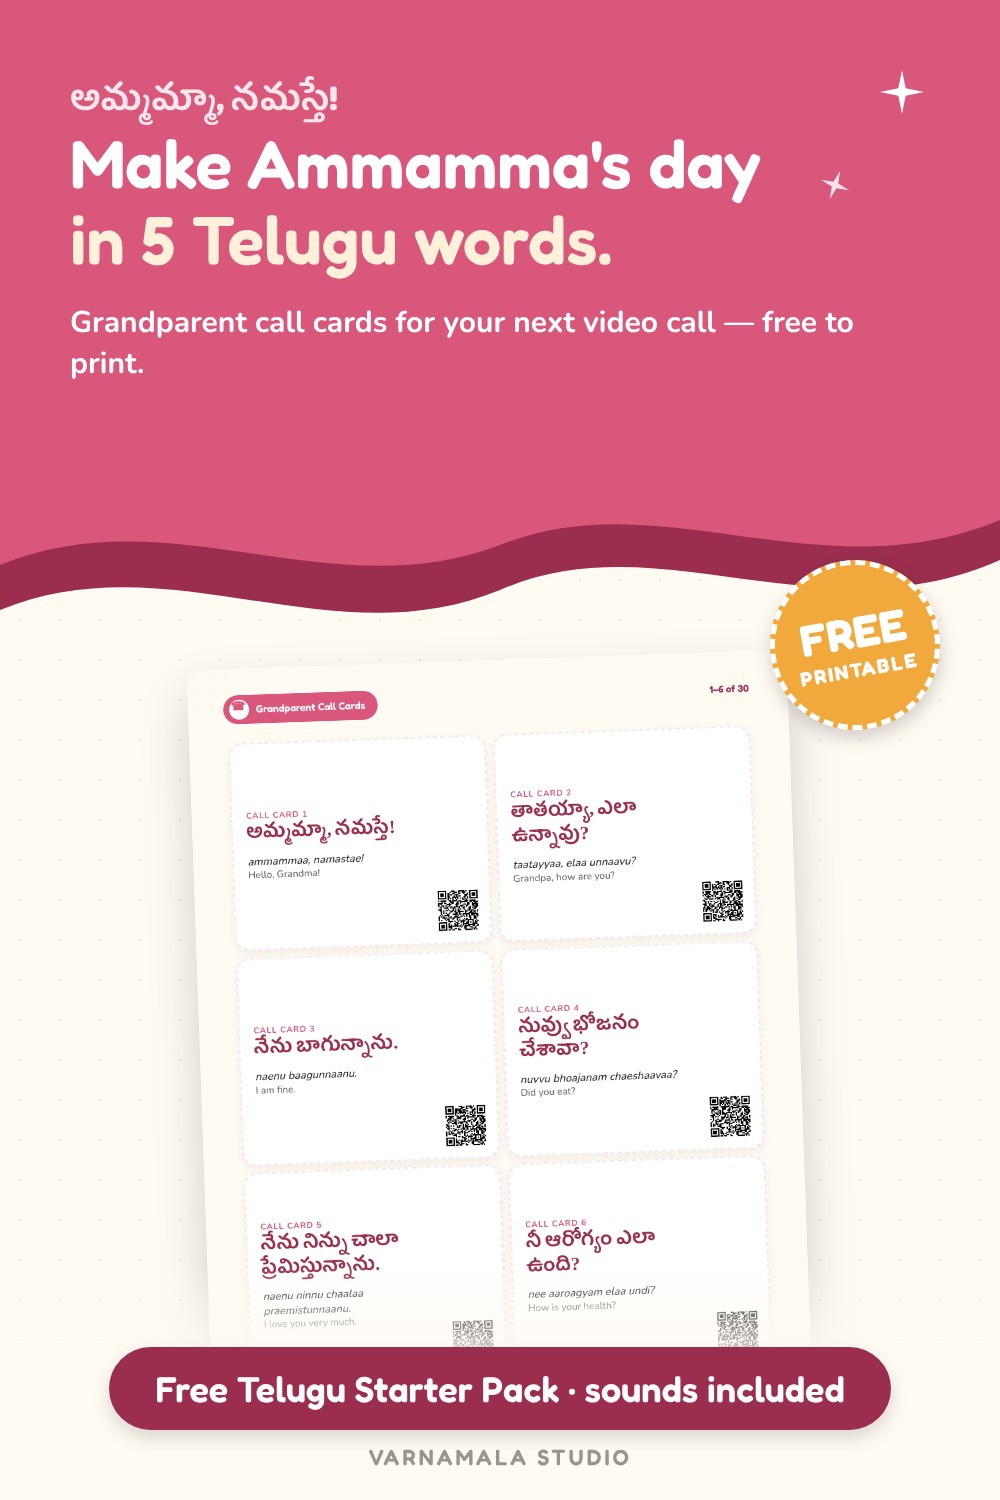 అమ్మమ్మా, నమస్తే!
Make Ammamma's day
in 5 Telugu words.
Grandparent call cards for your next video call — free to
print.
FREE
PRINTABLE
Grandparent Call Cards
1–6 of 30
CALL CARD 1
అమ్మమ్మా, నమస్తే!
ammammaa, namastae!
Hello, Grandma!
CALL CARD 2
తాతయ్యా, ఎలా
ఉన్నావు?
taatayyaa, elaa unnaavu?
Grandpa, how are you?
CALL CARD 3
నేను బాగున్నాను.
naenu baagunnaanu.
I am fine.
CALL CARD 4
నువ్వు భోజనం
చేశావా?
nuvvu bhoajanam chaeshaavaa?
Did you eat?
CALL CARD 5
నేను నిన్ను చాలా
ప్రేమిస్తున్నాను.
naenu ninnu chaalaa
praemistunnaanu.
I love you very much.
CALL CARD 6
నీ ఆరోగ్యం ఎలా
ఉంది?
nee aaroagyam elaa undi?
How is your health?
Free Telugu Starter Pack · sounds included
VARNAMALA STUDIO